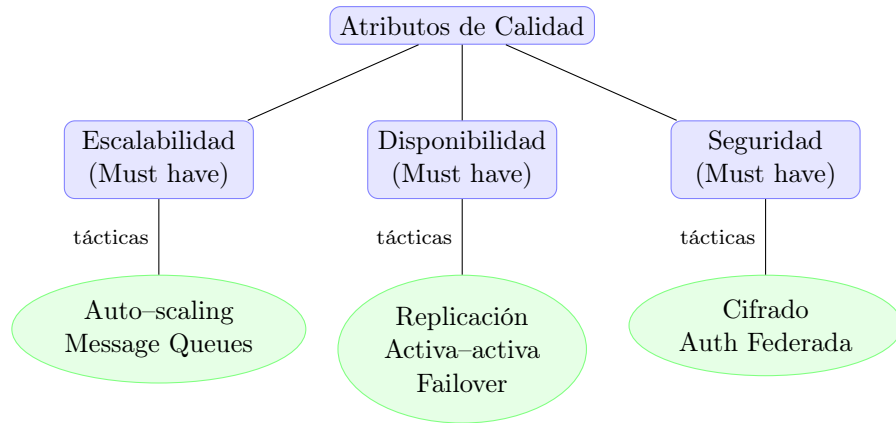 Atributos de Calidad
Escalabilidad
(Must have)
Disponibilidad
(Must have)
Seguridad
(Must have)
tácticas
tácticas
tácticas
Auto–scaling
Message Queues
Replicación
Activa–activa
Failover
Cifrado
Auth Federada